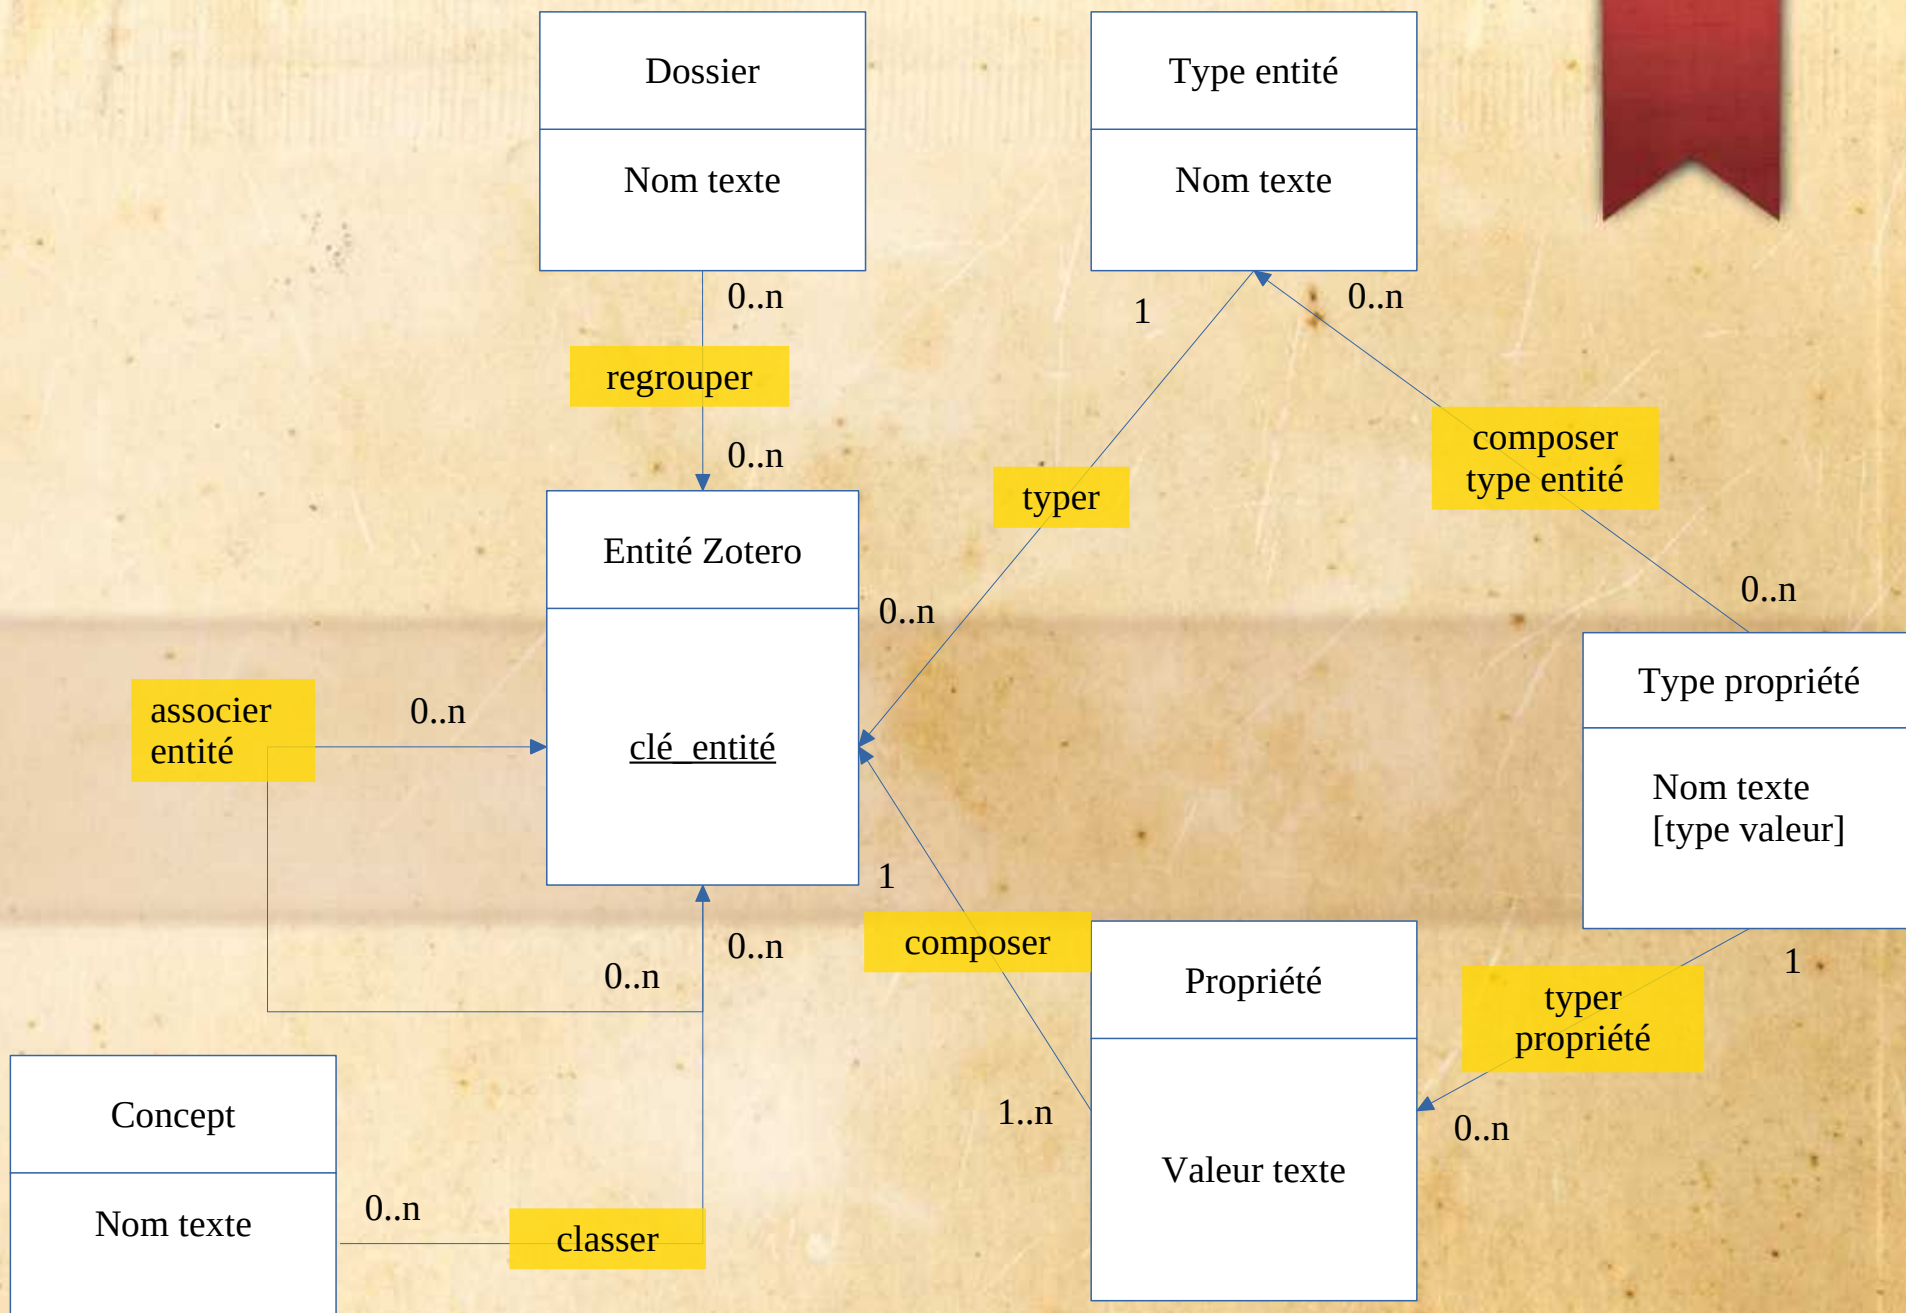 Dossier
Nom texte
Type entité
Nom texte
0..n
1
0..n
regrouper
0..n
typer
composer
type entité
0..n
Entité Zotero
clé_entité
0..n
Type propriété
Nom texte
[type valeur]
associer
entité
0..n
0..n
0..n
1
composer
Propriété
Valeur texte
1..n
1
typer
propriété
0..n
Concept
Nom texte
0..n
classer